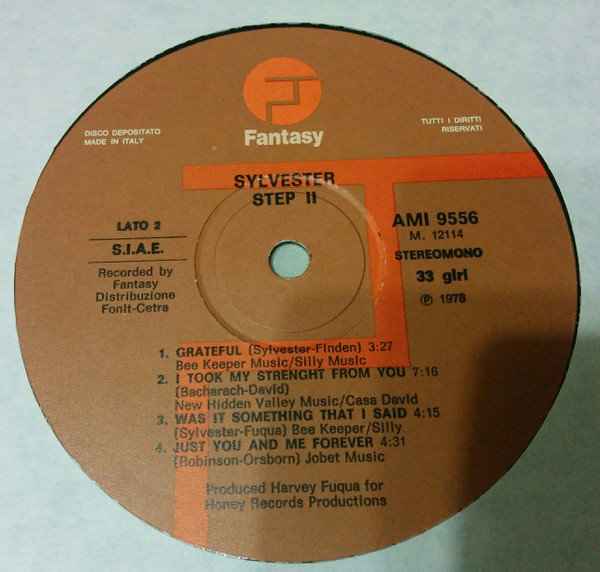 Fantasy
DISCO DEPOSITATO
MADE IN ITALY
TUTTI I DIRITTI
RISERVATI
SYLVESTER
STEP II
LATO 2
S.I.A.E.
Recorded by
Fantasy
Distribuzione
Fonit-Cetra
AMI 9556
M. 12114
STEREOMONO
33 giri
Ⓟ 1978
1. GRATEFUL (Sylvester-Finden) 3:27
Bee Keeper Music/Silly Music
2. I TOOK MY STRENGHT FROM YOU 7:16
(Bacharach-David)
New Hidden Valley Music/Casa David
3. WAS IT SOMETHING THAT I SAID 4:15
(Sylvester-Fuqua) Bee Keeper/Silly
4. JUST YOU AND ME FOREVER 4:31
(Robinson-Orsborn) Jobet Music
Produced Harvey Fuqua for
Honey Records Productions